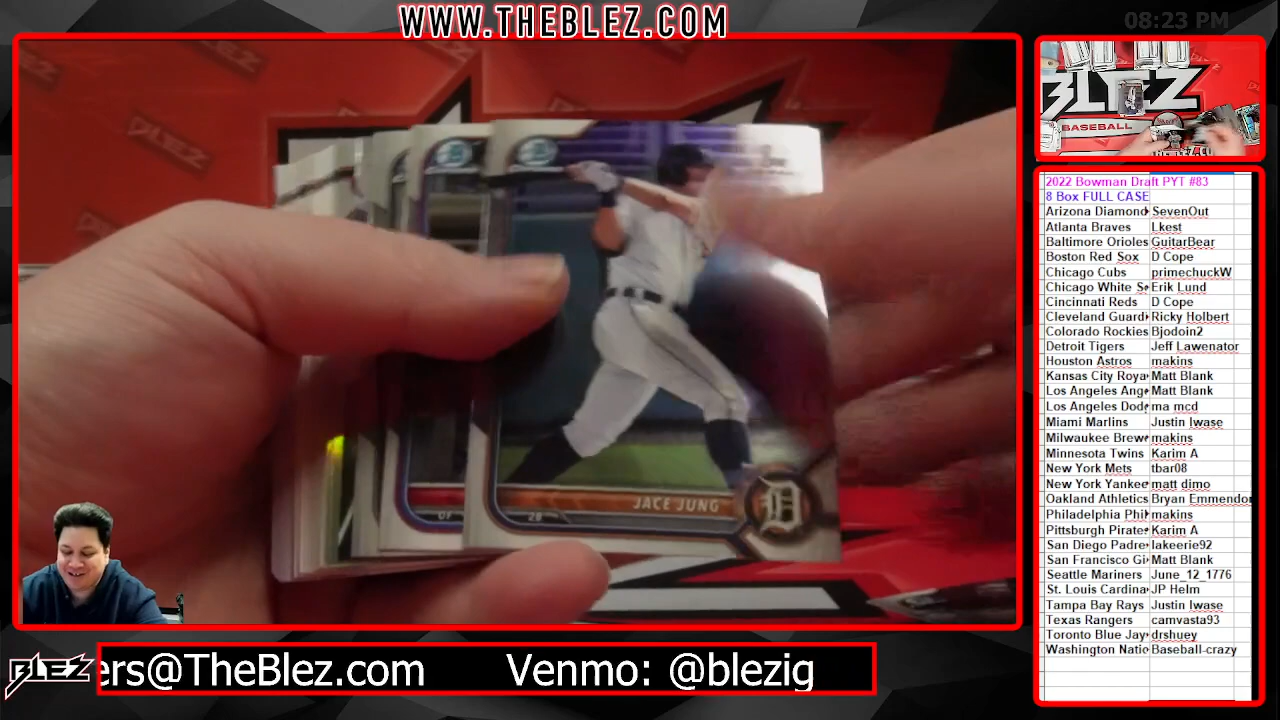 WWW.THEBLEZ.COM
08:23 PM
BLEZ
BASEBALL
JACE JUNG
2B
D
OF
2022 Bowman Draft PYT #83
8 Box FULL CASE
Arizona Diamond SevenOut
Atlanta Braves Lkest
Baltimore Orioles GuitarBear
Boston Red Sox D Cope
Chicago Cubs primechuckW
Chicago White S Erik Lund
Cincinnati Reds D Cope
Cleveland Guard Ricky Holbert
Colorado Rockies Bjodoin2
Detroit Tigers Jeff Lawenator
Houston Astros makins
Kansas City Roya Matt Blank
Los Angeles Ang Matt Blank
Los Angeles Dod ma mcd
Miami Marlins Justin Iwase
Milwaukee Brew makins
Minnesota Twins Karim A
New York Mets tbar08
New York Yankee matt dimo
Oakland Athletics Bryan Emmendor
Philadelphia Phi makins
Pittsburgh Pirate Karim A
San Diego Padre lakeerie92
San Francisco Gi Matt Blank
Seattle Mariners June_12_1776
St. Louis Cardina JP Helm
Tampa Bay Rays Justin Iwase
Texas Rangers camvasta93
Toronto Blue Jay drshuey
Washington Natio Baseball-crazy
BLEZ
ers@TheBlez.com Venmo: @blezig